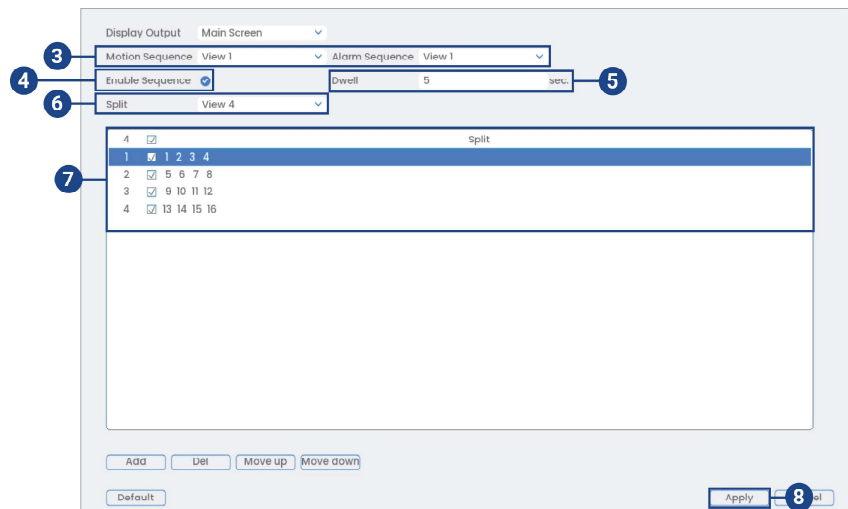 Display Output Main Screen
3 Motion Sequence View 1 Alarm Sequence View 1
4 Enable Sequence Dwell 5 sec. 5
6 Split View 4
4 Split
1 1 2 3 4
7
2 5 6 7 8
3 9 10 11 12
4 13 14 15 16
Add Del Move up Move down
Default Apply 8 el